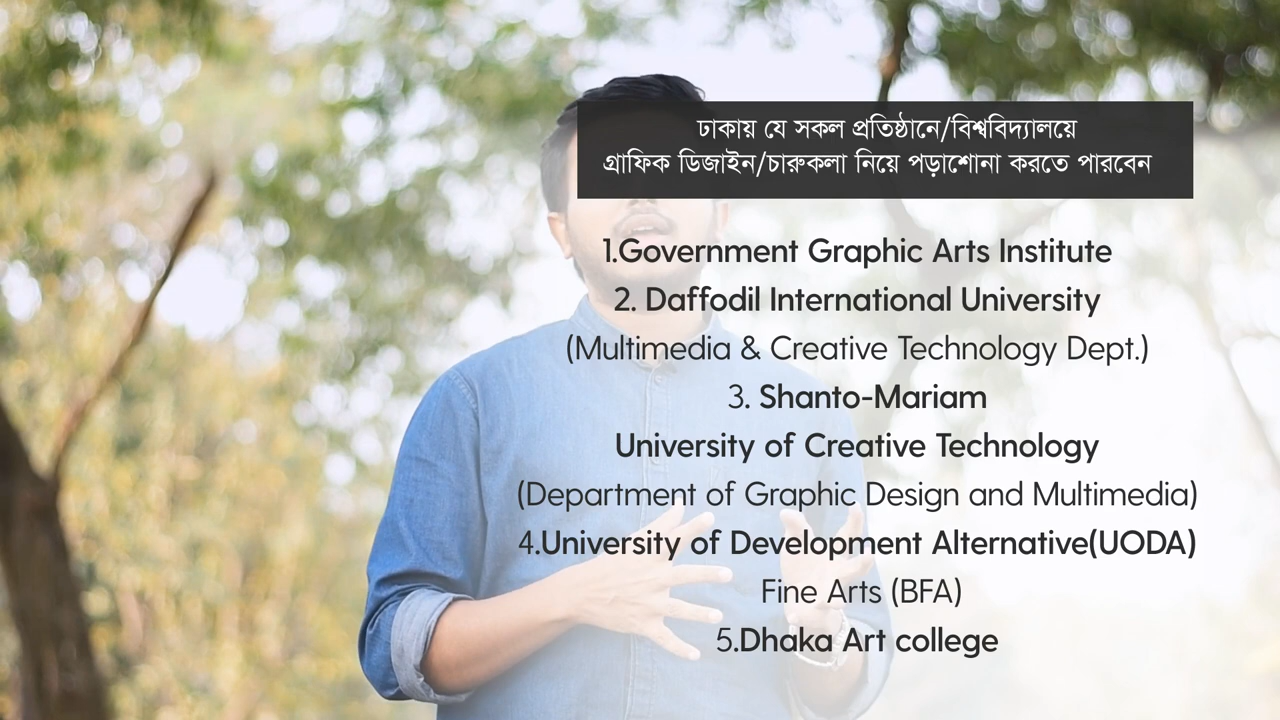 ঢাকায় যে সকল প্রতিষ্ঠানে/বিশ্ববিদ্যালয়ে
গ্রাফিক ডিজাইন/চারুকলা নিয়ে পড়াশোনা করতে পারবেন
1.Government Graphic Arts Institute
2. Daffodil International University
(Multimedia & Creative Technology Dept.)
3. Shanto-Mariam
University of Creative Technology
(Department of Graphic Design and Multimedia)
4.University of Development Alternative(UODA)
Fine Arts (BFA)
5.Dhaka Art college